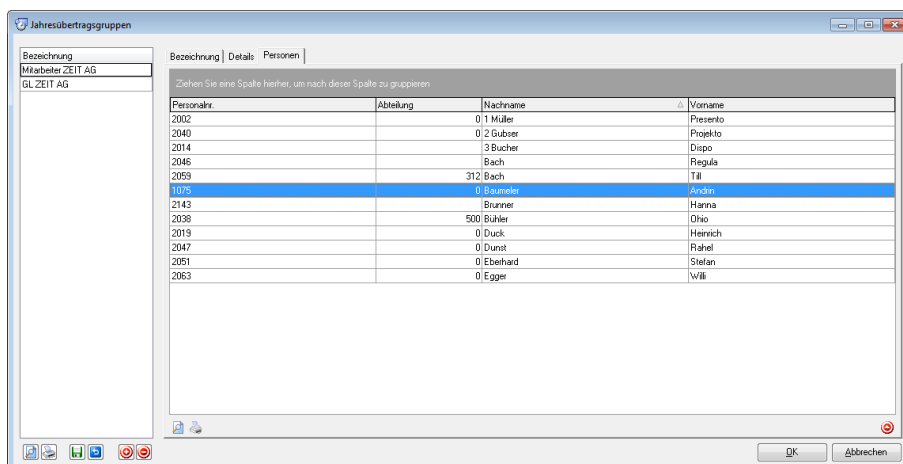 Jahresübertragsgruppen
Bezeichnung
Mitarbeiter ZEIT AG
GL ZEIT AG
Bezeichnung Details Personen
Ziehen Sie eine Spalte hierher, um nach dieser Spalte zu gruppieren
Personalnr. Abteilung Nachname Vorname
2002 0 1 Müller Presento
2040 0 2 Gubser Projekto
2014 3 Bucher Dispo
2046 Bach Regula
2059 312 Bach Till
1075 0 Baumeler Andrin
2143 Brunner Hanna
2038 500 Bühler Ohio
2019 0 Duck Heinrich
2047 0 Dunst Rahel
2051 0 Eberhard Stefan
2063 0 Egger Willi
OK Abbrechen